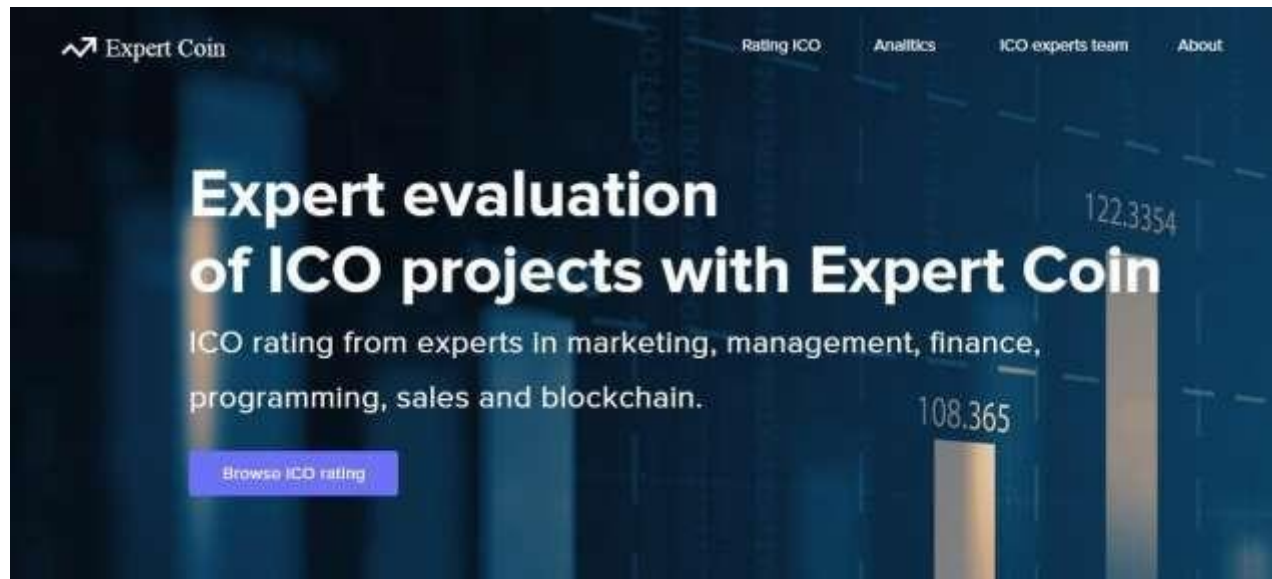 Expert Coin
Rating ICO
Analitics
ICO experts team
About
Expert evaluation
of ICO projects with Expert Coin
ICO rating from experts in marketing, management, finance,
programming, sales and blockchain.
Browse ICO rating
122.3354
108.365